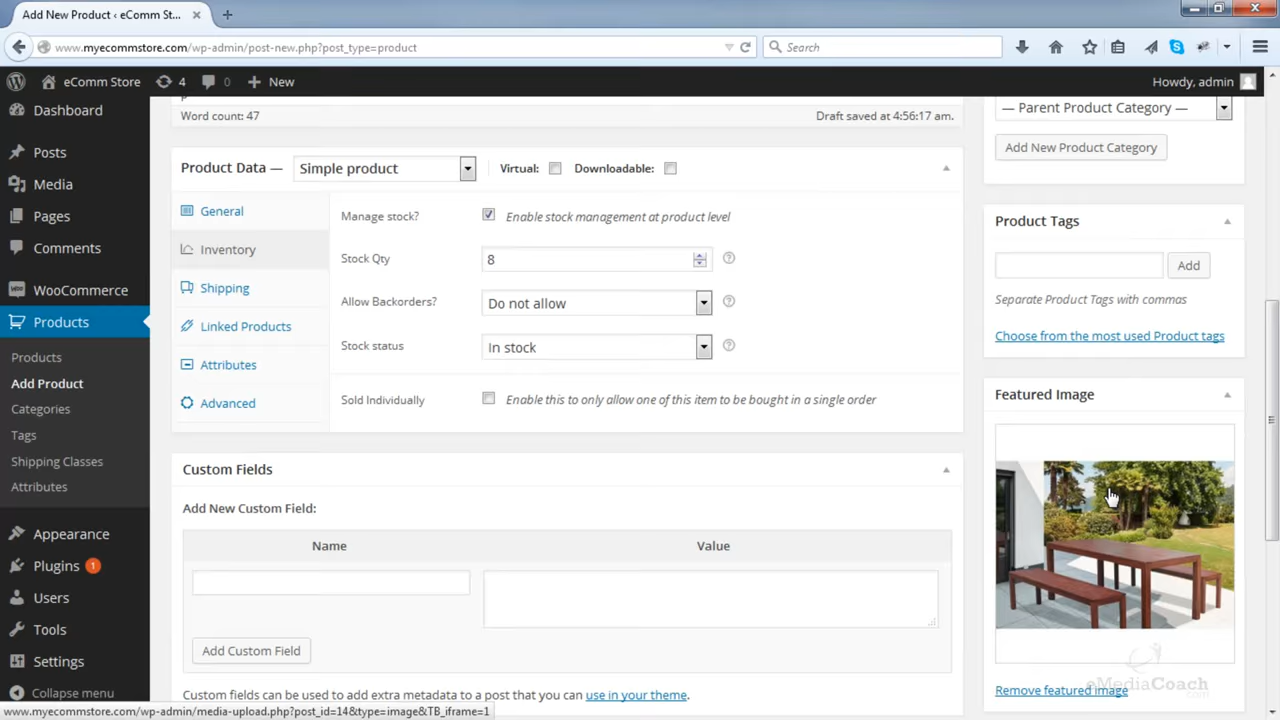 Add New Product ‹ eComm St...
www.myecommstore.com/wp-admin/post-new.php?post_type=product
Search
eComm Store
4
0
New
Howdy, admin
Dashboard
Posts
Media
Pages
Comments
WooCommerce
Products
Products
Add Product
Categories
Tags
Shipping Classes
Attributes
Appearance
Plugins 1
Users
Tools
Settings
Collapse menu
Word count: 47
Draft saved at 4:56:17 am.
Product Data —
Simple product
Virtual:
Downloadable:
General
Inventory
Shipping
Linked Products
Attributes
Advanced
Manage stock?
Enable stock management at product level
Stock Qty
8
Allow Backorders?
Do not allow
Stock status
In stock
Sold Individually
Enable this to only allow one of this item to be bought in a single order
Custom Fields
Add New Custom Field:
Name
Value
Add Custom Field
Custom fields can be used to add extra metadata to a post that you can use in your theme.
— Parent Product Category —
Add New Product Category
Product Tags
Add
Separate Product Tags with commas
Choose from the most used Product tags
Featured Image
Remove featured image
eMediaCoach
www.myecommstore.com/wp-admin/media-upload.php?post_id=14&type=image&TB_iframe=1